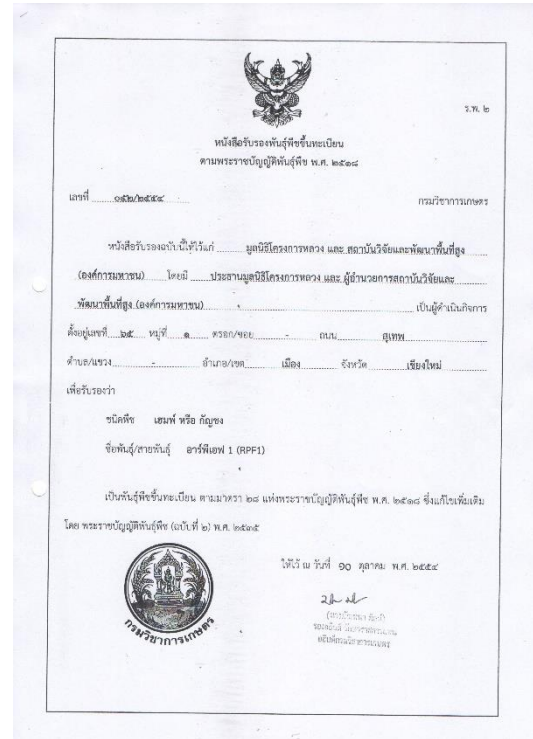 ร.พ. ๒
หนังสือรับรองพันธุ์พืชขึ้นทะเบียน
ตามพระราชบัญญัติพันธุ์พืช พ.ศ. ๒๕๑๘
เลขที่ /๒๕๕๔ กรมวิชาการเกษตร
หนังสือรับรองฉบับนี้ให้ไว้แก่ มูลนิธิโครงการหลวง และ สถาบันวิจัยและพัฒนาพื้นที่สูง
(องค์การมหาชน) โดยมี ประธานมูลนิธิโครงการหลวง และ ผู้อำนวยการสถาบันวิจัยและ
พัฒนาพื้นที่สูง (องค์การมหาชน) เป็นผู้ดำเนินกิจการ
ตั้งอยู่เลขที่ ๖๕ หมู่ที่ ๑ ตรอก/ซอย - ถนน สุเทพ
ตำบล/แขวง - อำเภอ/เขต เมือง จังหวัด เชียงใหม่
เพื่อรับรองว่า
ชนิดพืช เฮมพ์ หรือ กัญชง
ชื่อพันธุ์/สายพันธุ์ อาร์พีเอฟ 1 (RPF1)
เป็นพันธุ์พืชขึ้นทะเบียน ตามมาตรา ๒๘ แห่งพระราชบัญญัติพันธุ์พืช พ.ศ. ๒๕๑๘ ซึ่งแก้ไขเพิ่มเติม
โดย พระราชบัญญัติพันธุ์พืช (ฉบับที่ ๒) พ.ศ. ๒๕๓๕
ให้ไว้ ณ วันที่ ๑๐ ตุลาคม พ.ศ. ๒๕๕๔
กรมวิชาการเกษตร
อธิบดีกรมวิชาการเกษตร